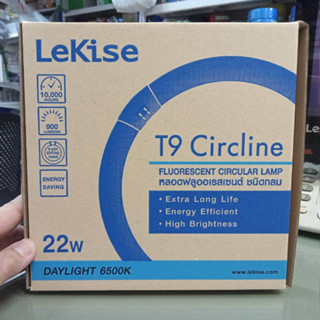 LeKise
10,000
HOURS
900
LUMENS
ENERGY
SAVING
T9 Circline
FLUORESCENT CIRCULAR LAMP
หลอดฟลูออเรสเซนต์ ชนิดกลม
• Extra Long Life
• Energy Efficient
• High Brightness
22W
DAYLIGHT 6500K
www.lekise.com